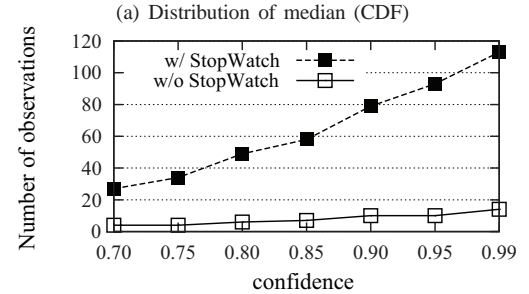 (a) Distribution of median (CDF)
Number of observations
120
100
80
60
40
20
0
w/ StopWatch
w/o StopWatch
0.70 0.75 0.80 0.85 0.90 0.95 0.99
confidence